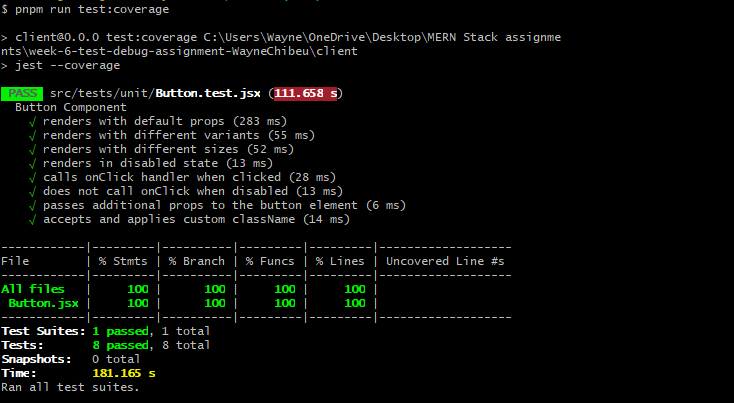 $ pnpm run test:coverage
> client@0.0.0 test:coverage C:\Users\Wayne\OneDrive\Desktop\MERN Stack assignme
nts\week-6-test-debug-assignment-WayneChibeu\client
> jest --coverage
PASS src/tests/unit/Button.test.jsx (111.658 s)
Button Component
√ renders with default props (283 ms)
√ renders with different variants (55 ms)
√ renders with different sizes (52 ms)
√ renders in disabled state (13 ms)
√ calls onClick handler when clicked (28 ms)
√ does not call onClick when disabled (13 ms)
√ passes additional props to the button element (6 ms)
√ accepts and applies custom className (14 ms)
------------|---------|----------|---------|---------|-------------------
File        | % Stmts | % Branch | % Funcs | % Lines | Uncovered Line #s
------------|---------|----------|---------|---------|-------------------
All files   |     100 |      100 |     100 |     100 |
 Button.jsx |     100 |      100 |     100 |     100 |
------------|---------|----------|---------|---------|-------------------
Test Suites: 1 passed, 1 total
Tests:       8 passed, 8 total
Snapshots:   0 total
Time:        181.165 s
Ran all test suites.